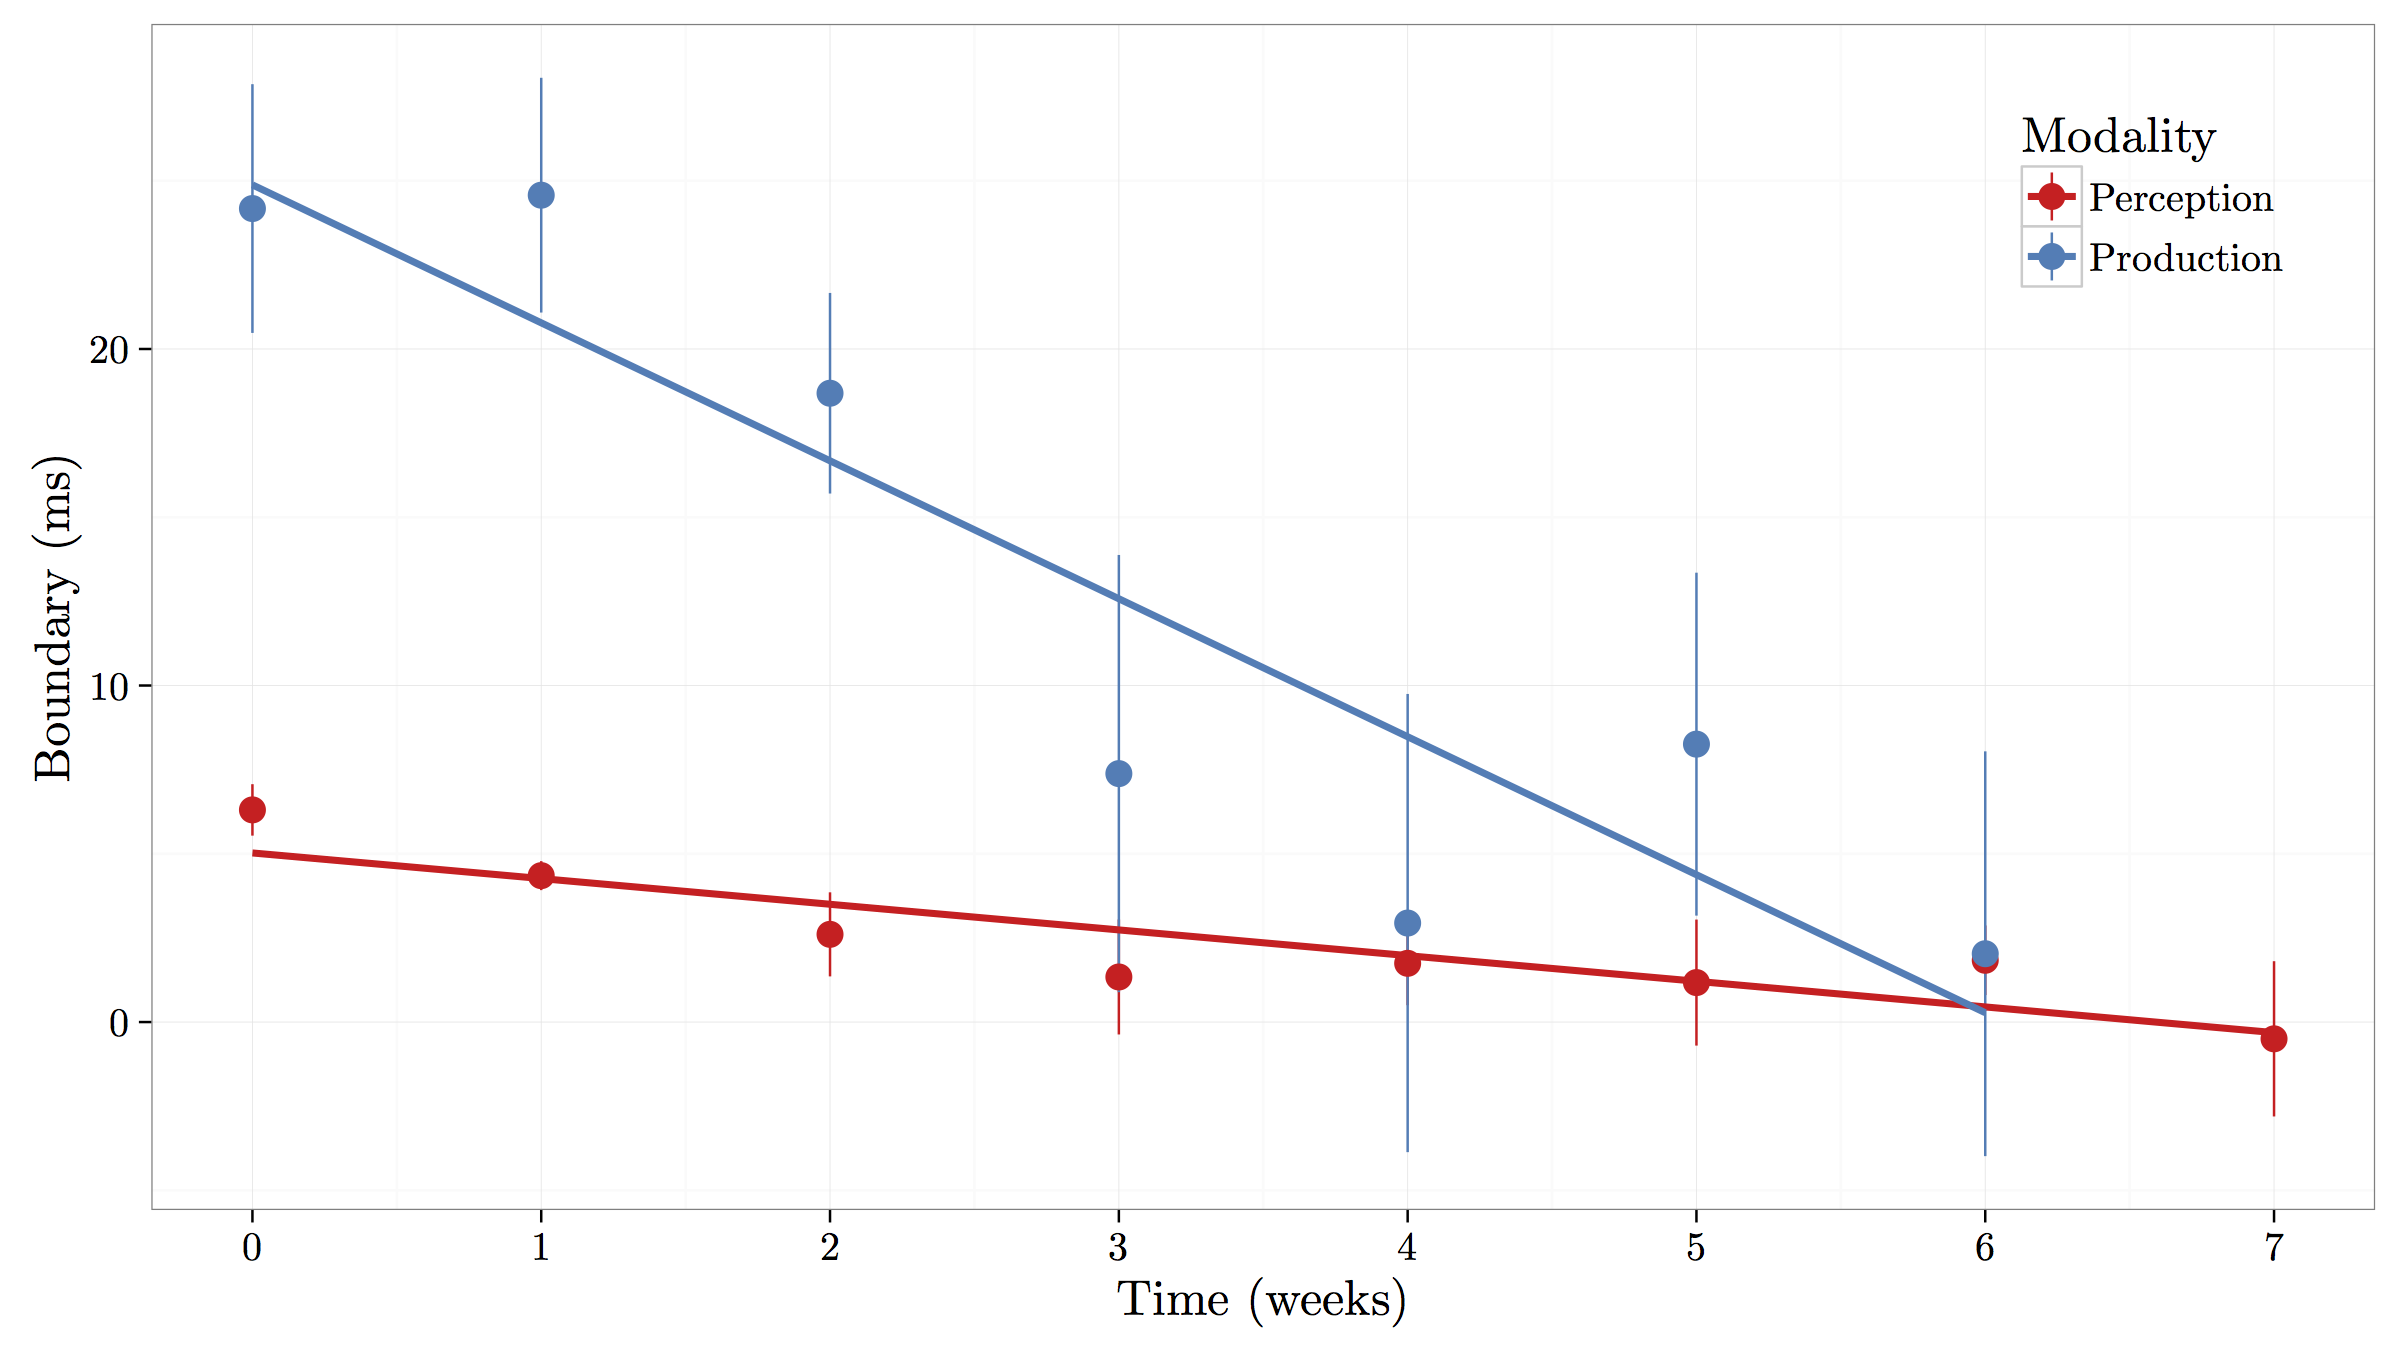 Modality
Perception
Production
Boundary (ms)
20
10
0
0 1 2 3 4 5 6 7
Time (weeks)